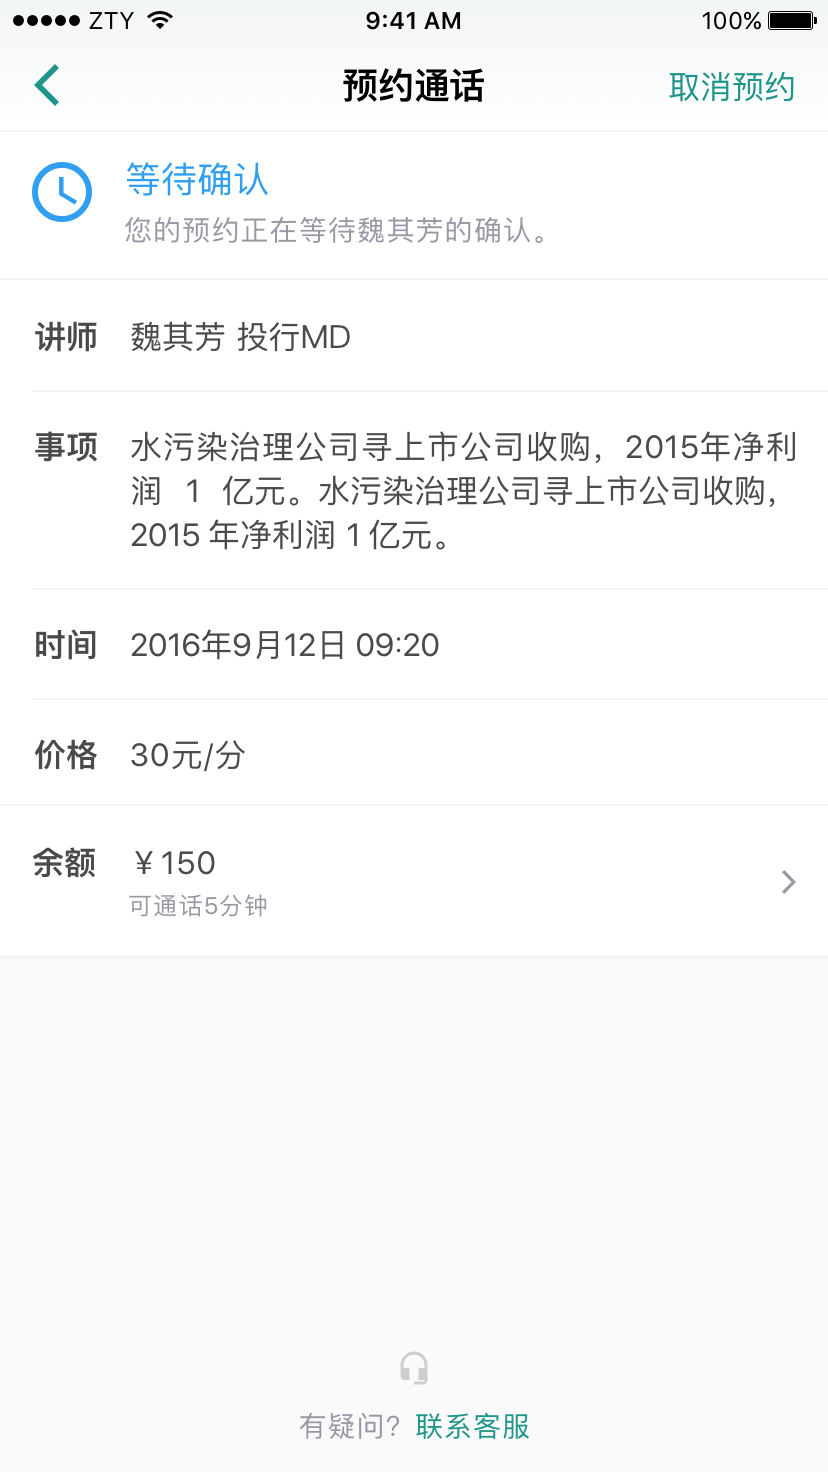 ZTY 9:41 AM 100%
预约通话 取消预约
等待确认
您的预约正在等待魏其芳的确认。
讲师 魏其芳 投行MD
事项 水污染治理公司寻上市公司收购，2015年净利
润 1 亿元。水污染治理公司寻上市公司收购，
2015 年净利润 1 亿元。
时间 2016年9月12日 09:20
价格 30元/分
余额 ￥150
可通话5分钟
有疑问？联系客服